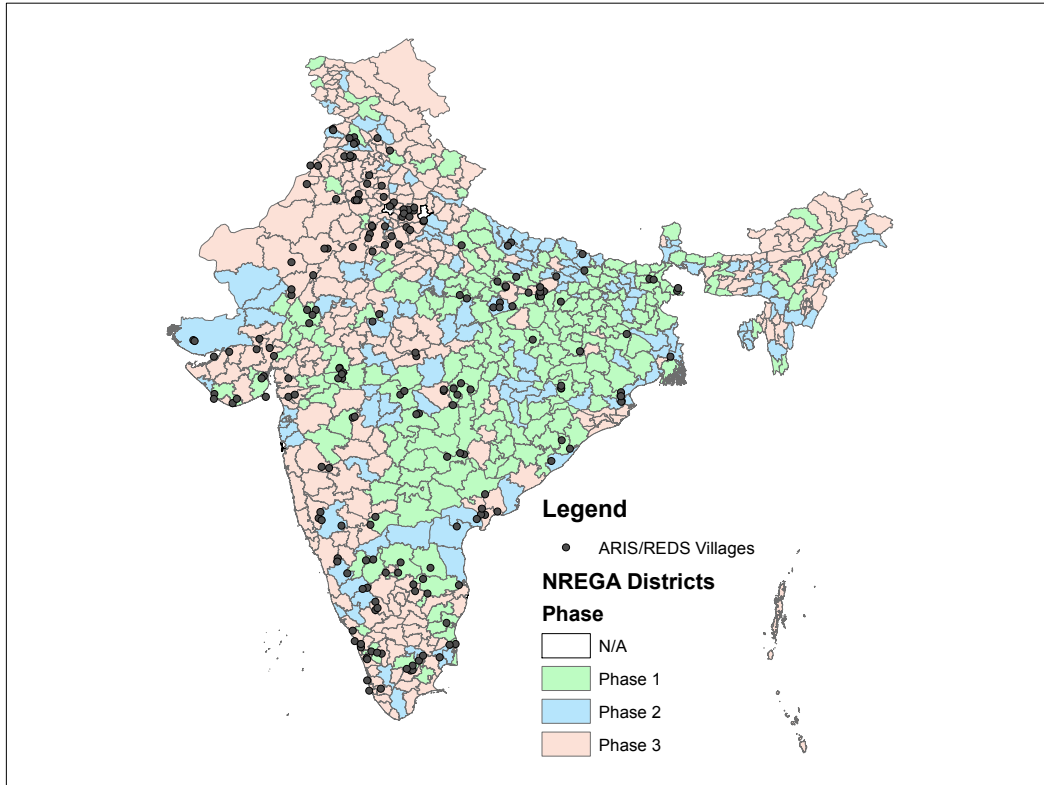 Legend
ARIS/REDS Villages
NREGA Districts
Phase
N/A
Phase 1
Phase 2
Phase 3